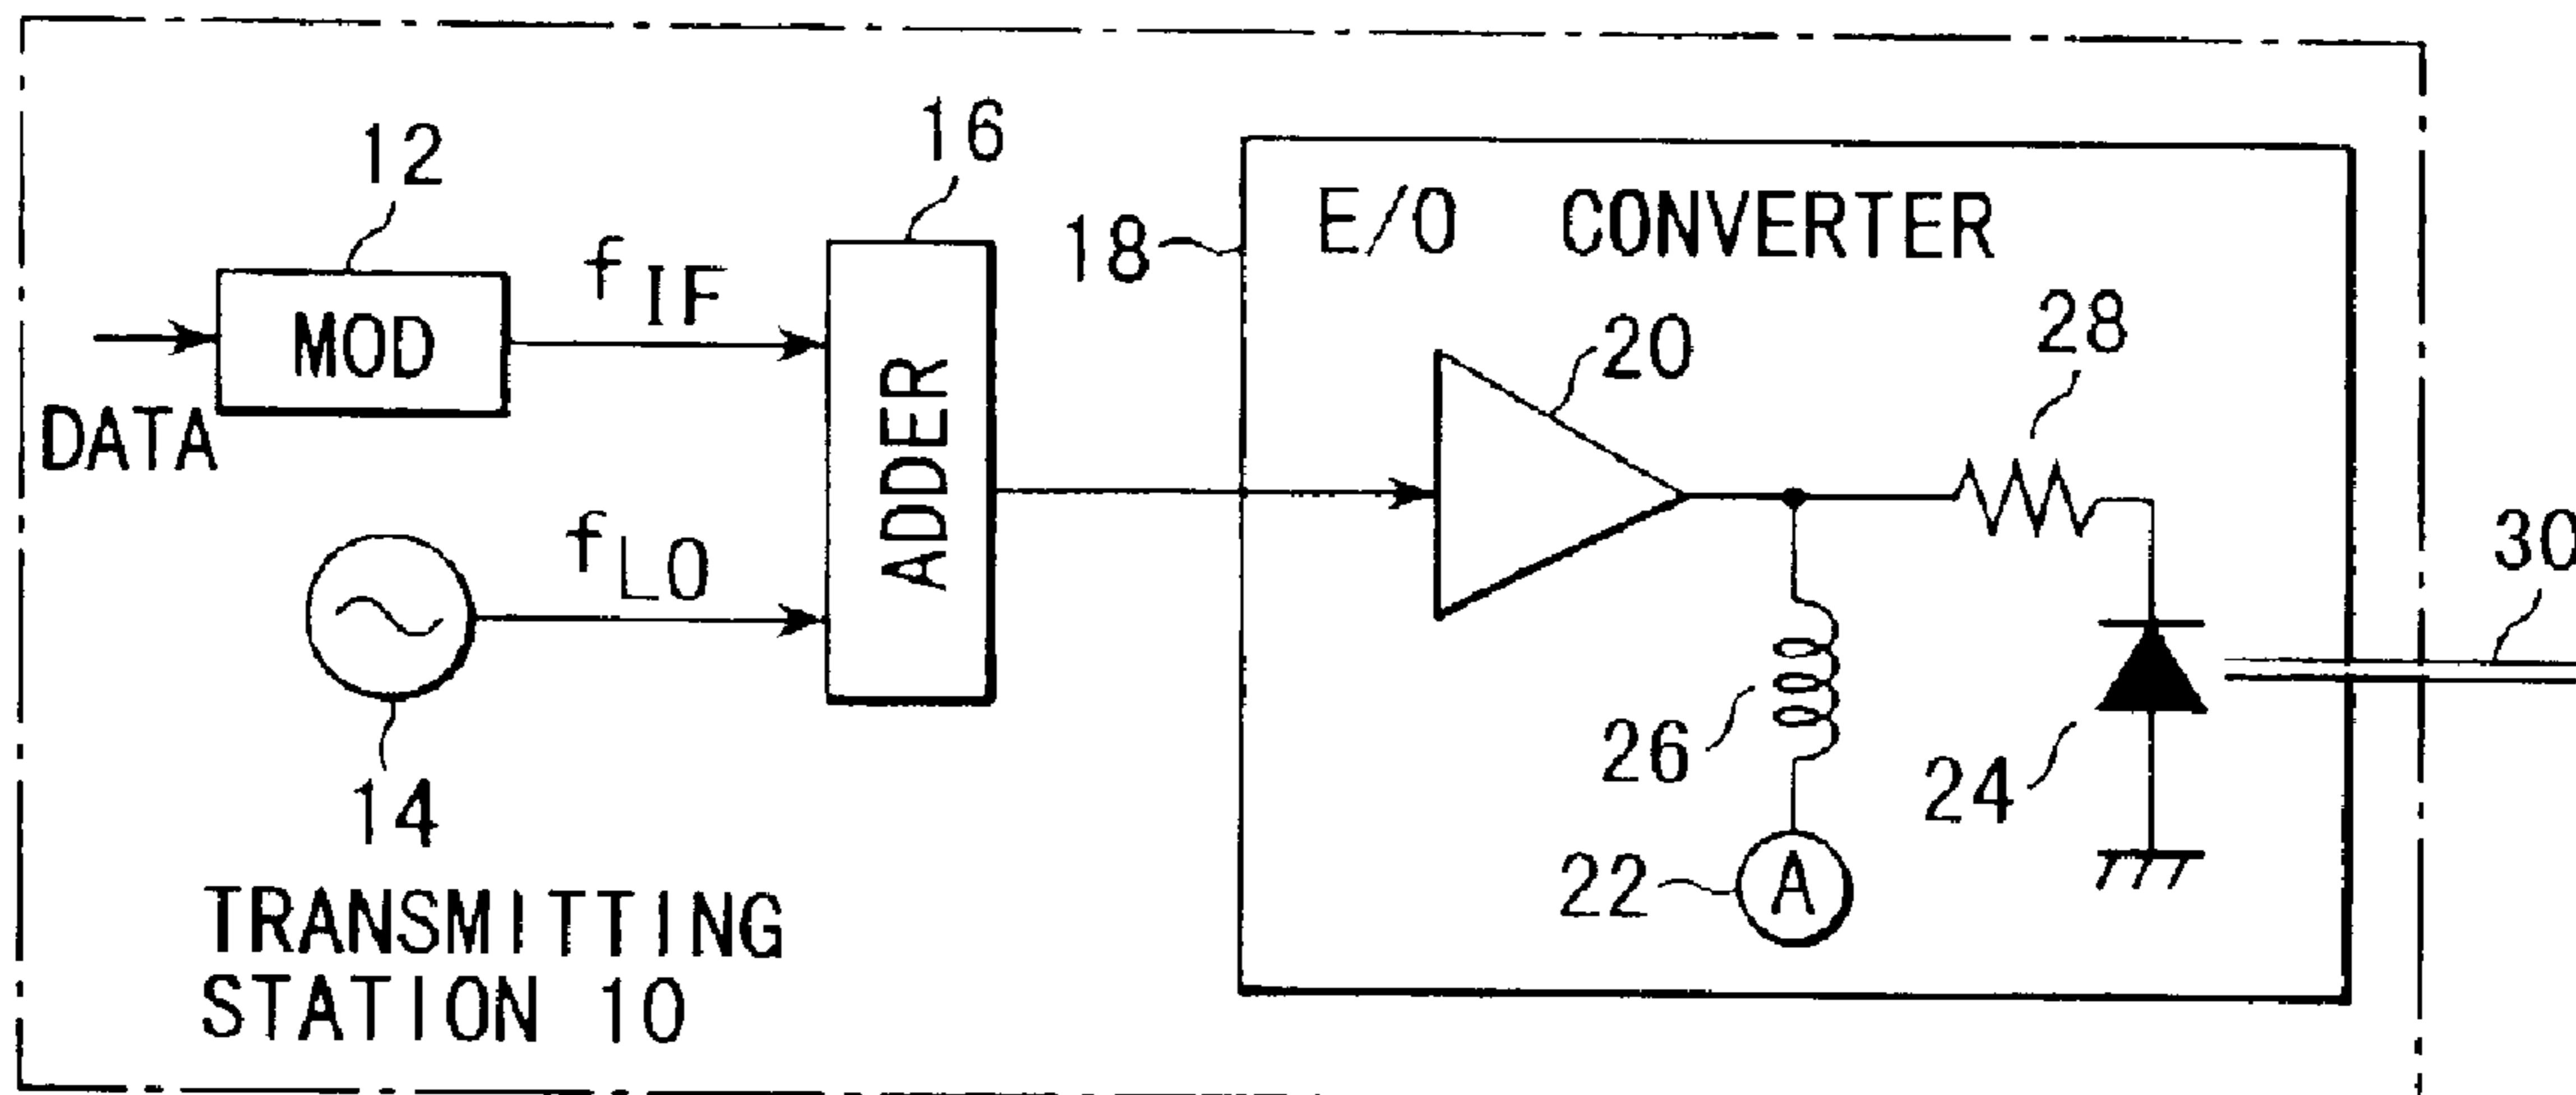 12
MOD
DATA
f IF
f LO
14
16
ADDER
18
E/O CONVERTER
20
28
26
22
A
24
30
TRANSMITTING
STATION 10